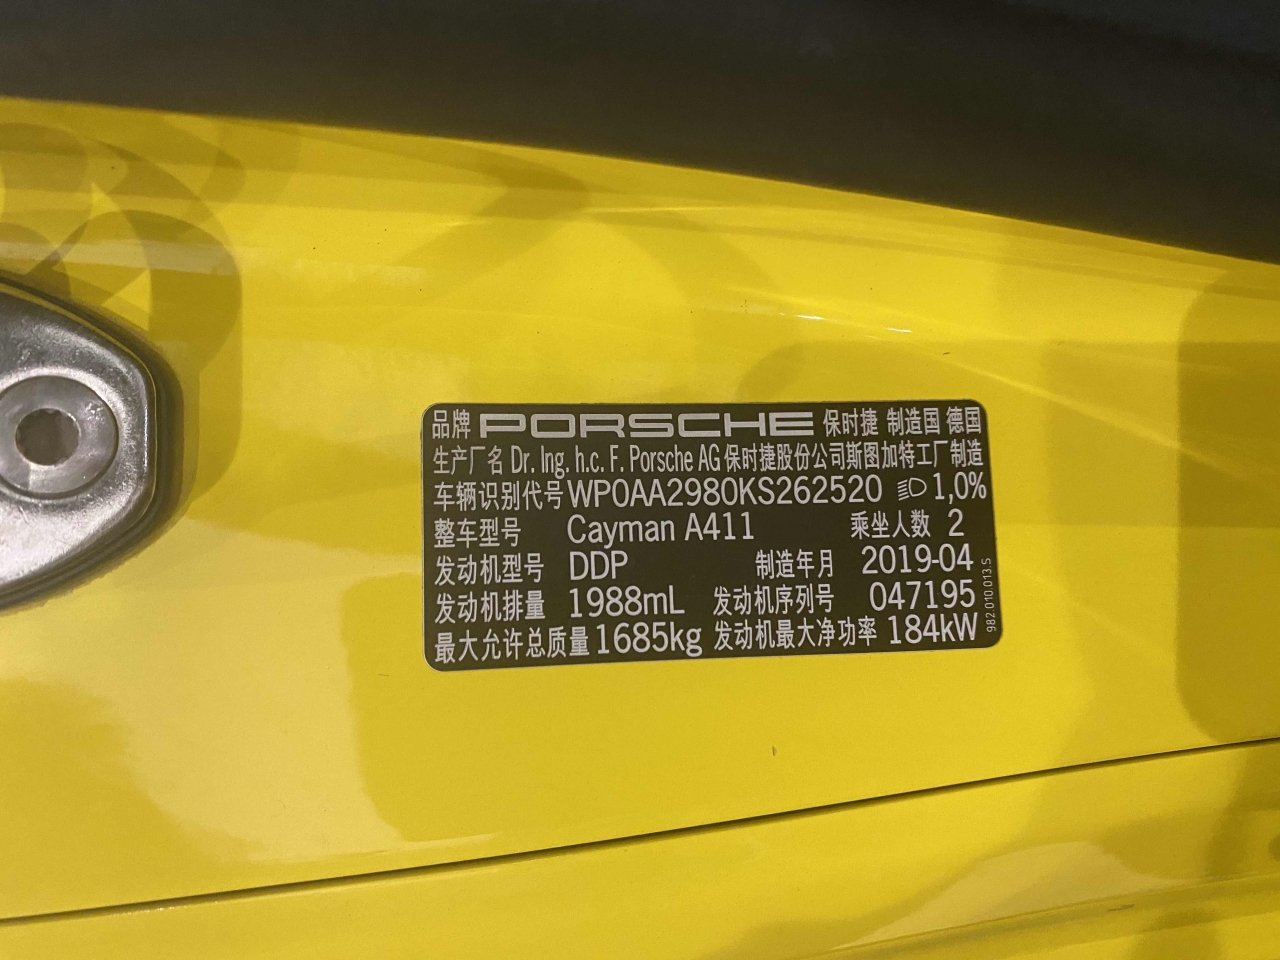 品牌 PORSCHE 保时捷 制造国 德国
生产厂名 Dr. Ing. h.c. F. Porsche AG 保时捷股份公司斯图加特工厂制造
车辆识别代号 WP0AA2980KS262520 1,0%
整车型号 Cayman A411 乘坐人数 2
发动机型号 DDP 制造年月 2019-04
发动机排量 1988mL 发动机序列号 047195
最大允许总质量 1685kg 发动机最大净功率 184kW
982.010.013.S